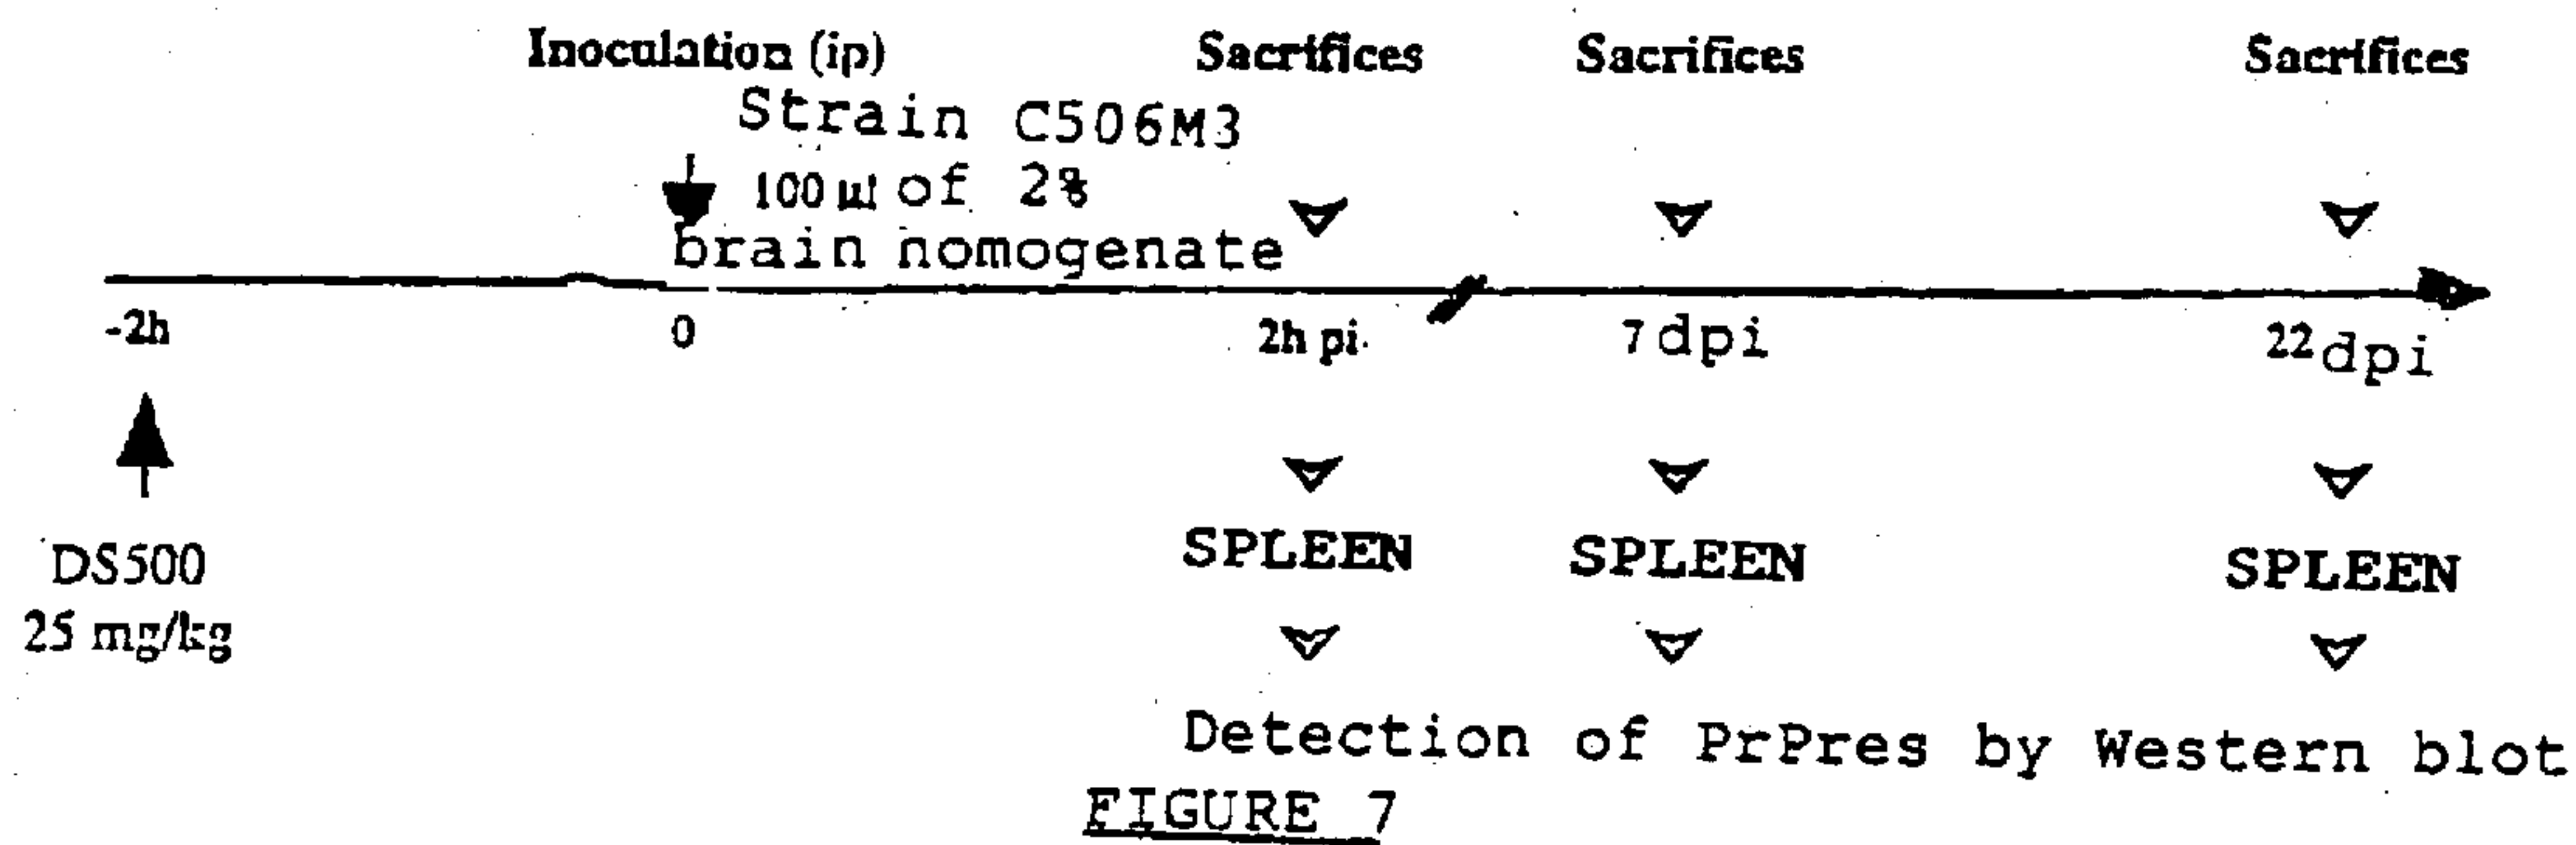 Inoculation (ip)
Sacrifices
Sacrifices
Sacrifices
Strain C506M3
100 µl of 2%
brain nomogenate
-2h
0
2h pi.
7 dpi
22 dpi
DS500
25 mg/kg
SPLEEN
SPLEEN
SPLEEN
Detection of PrPres by Western blot
FIGURE 7